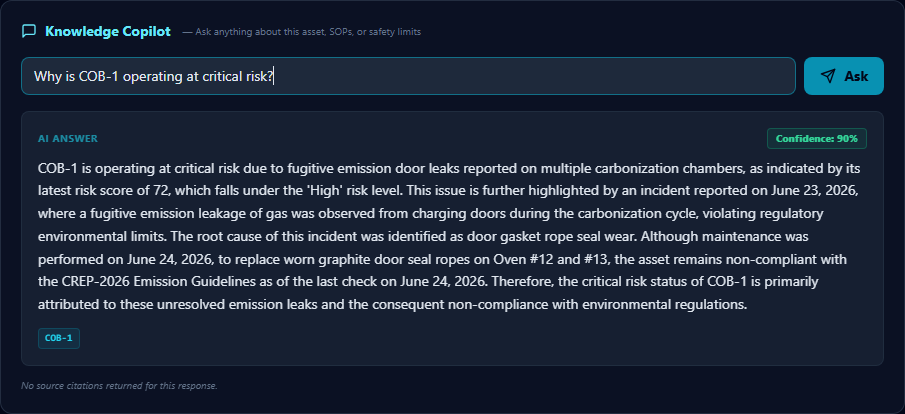 Knowledge Copilot — Ask anything about this asset, SOPs, or safety limits
Why is COB-1 operating at critical risk?
Ask
AI ANSWER
Confidence: 90%
COB-1 is operating at critical risk due to fugitive emission door leaks reported on multiple carbonization chambers, as indicated by its
latest risk score of 72, which falls under the 'High' risk level. This issue is further highlighted by an incident reported on June 23, 2026,
where a fugitive emission leakage of gas was observed from charging doors during the carbonization cycle, violating regulatory
environmental limits. The root cause of this incident was identified as door gasket rope seal wear. Although maintenance was
performed on June 24, 2026, to replace worn graphite door seal ropes on Oven #12 and #13, the asset remains non-compliant with
the CREP-2026 Emission Guidelines as of the last check on June 24, 2026. Therefore, the critical risk status of COB-1 is primarily
attributed to these unresolved emission leaks and the consequent non-compliance with environmental regulations.
COB-1
No source citations returned for this response.